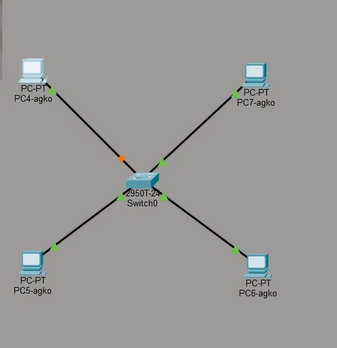 PC-PT
PC4-agko
PC-PT
PC7-agko
2950T-24
Switch0
PC-PT
PC5-agko
PC-PT
PC6-agko